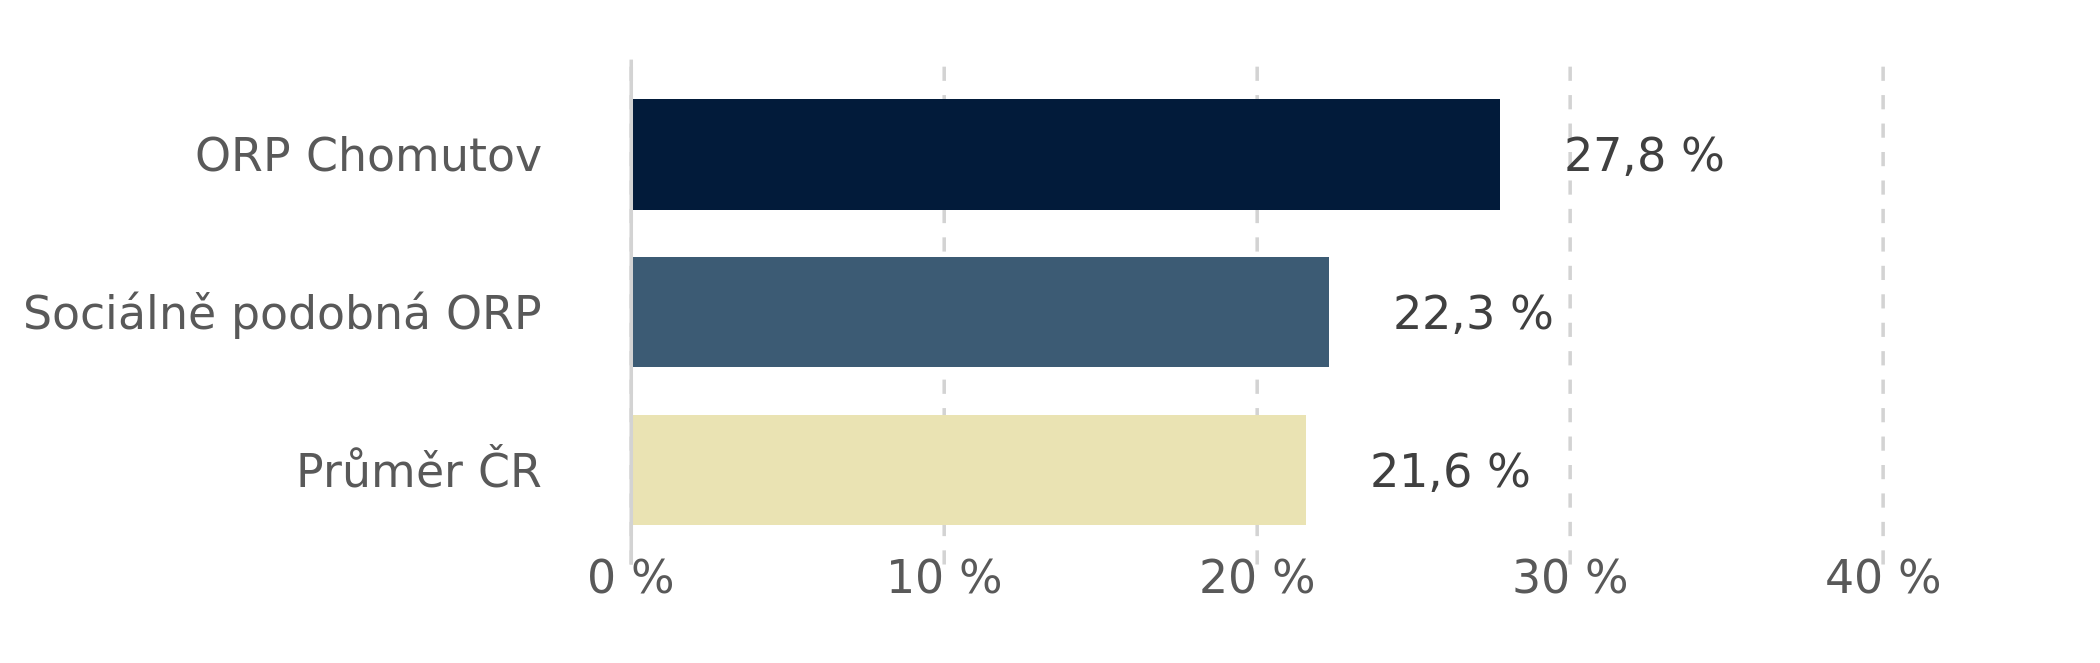 ORP Chomutov 27,8 %
Sociálně podobná ORP 22,3 %
Průměr ČR 21,6 %
0 % 10 % 20 % 30 % 40 %